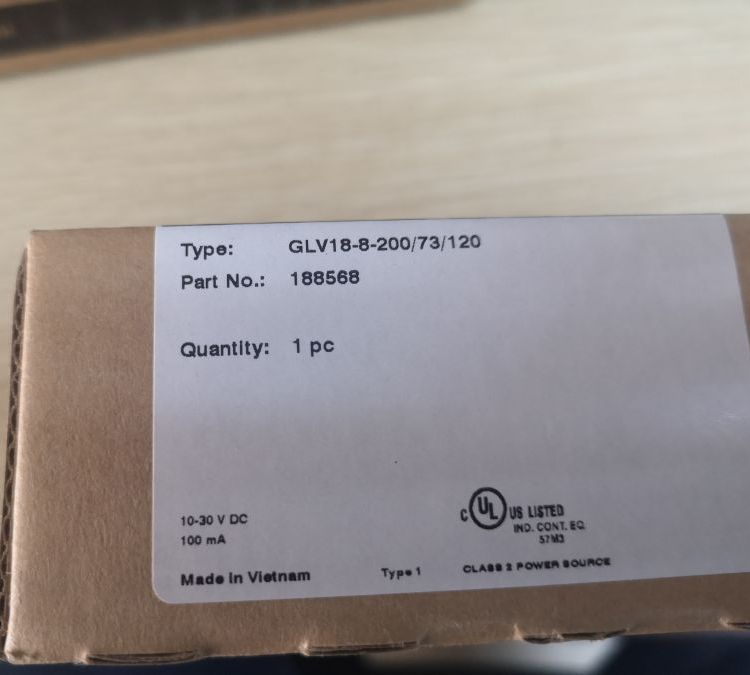 Type: GLV18-8-200/73/120
Part No.: 188568
Quantity: 1 pc
10-30 V DC
100 mA
C UL US LISTED
IND. CONT. EQ.
57M3
Made in Vietnam
Type 1
CLASS 2 POWER SOURCE